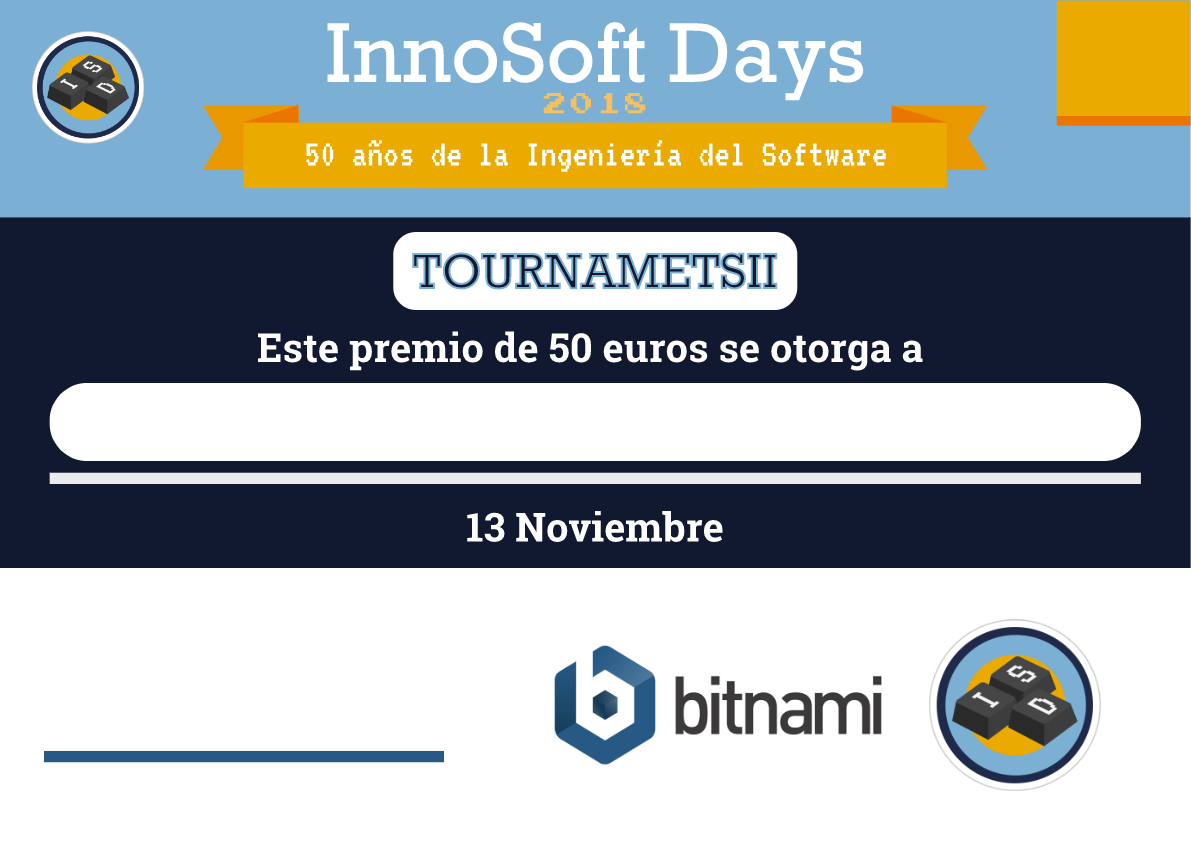 InnoSoft Days
2018
50 años de la Ingeniería del Software
I S D
TOURNAMETSII
Este premio de 50 euros se otorga a
13 Noviembre
bitnami
I S D